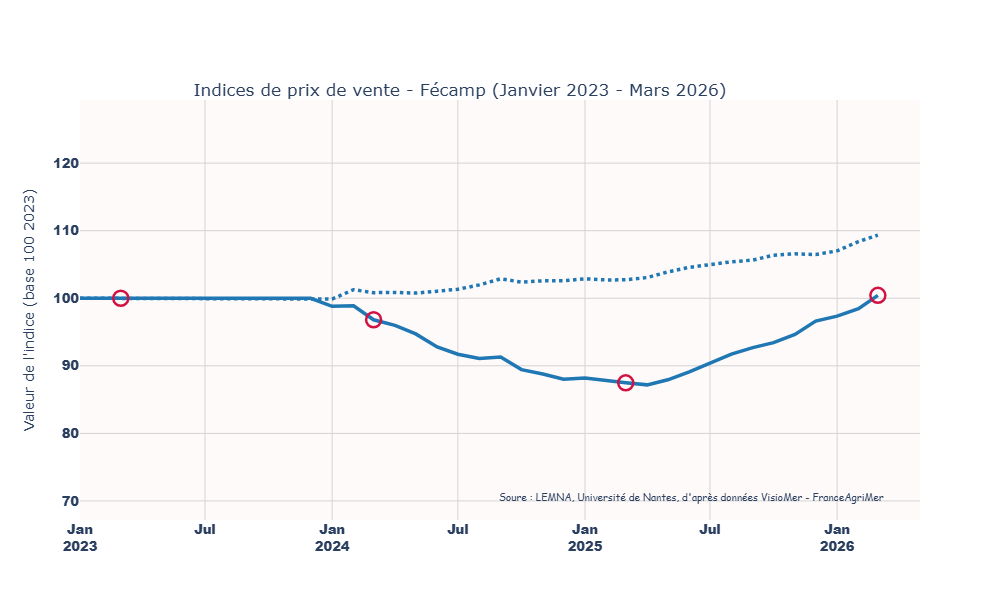 Indices de prix de vente - Fécamp (Janvier 2023 - Mars 2026)
Valeur de l'indice (base 100 2023)
120
110
100
90
80
70
Soure : LEMNA, Université de Nantes, d'après données VisioMer - FranceAgriMer
Jan Jul Jan Jul Jan Jul Jan
2023 2024 2025 2026